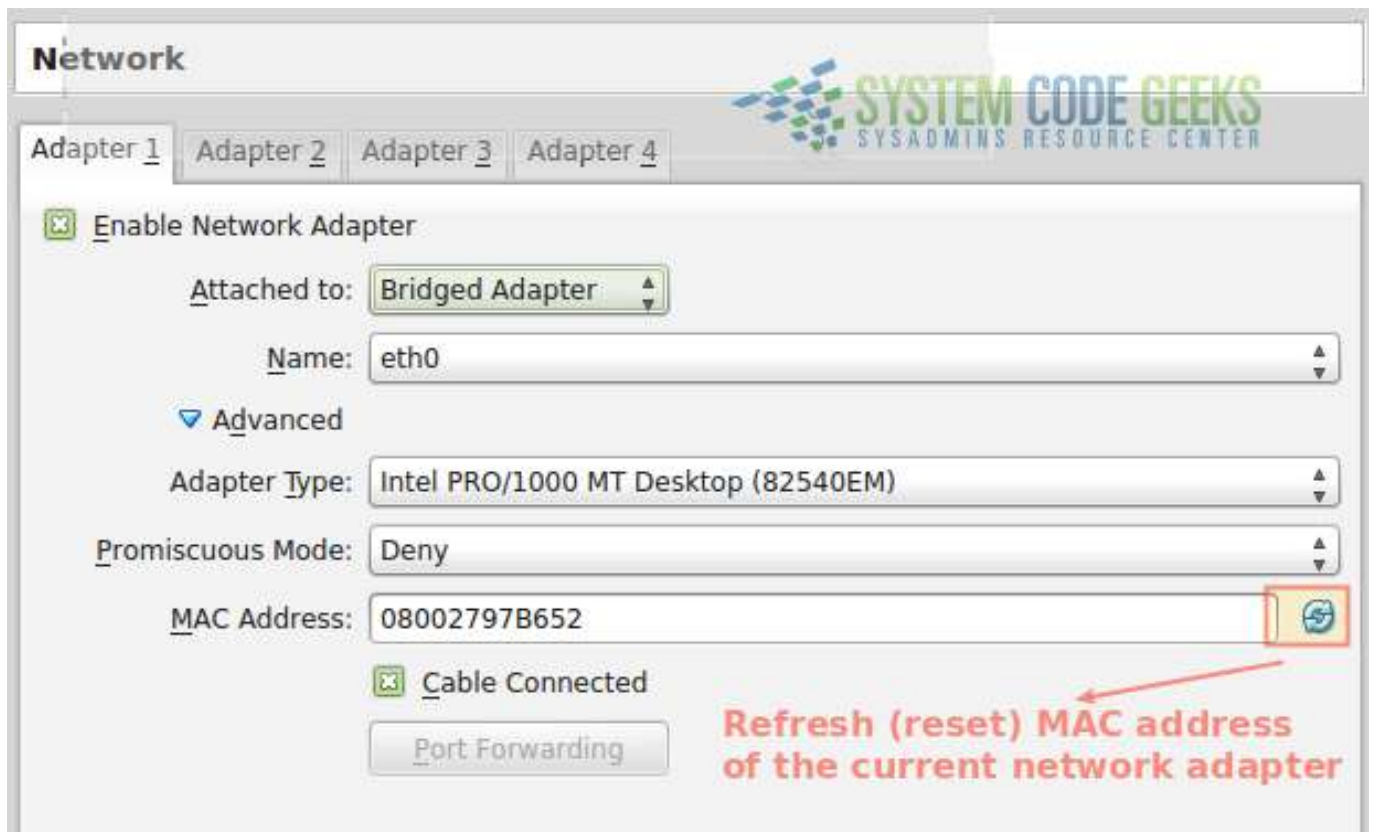 Network
SYSTEM CODE GEEKS
SYSADMINS RESOURCE CENTER
Adapter 1 Adapter 2 Adapter 3 Adapter 4
Enable Network Adapter
Attached to: Bridged Adapter
Name: eth0
Advanced
Adapter Type: Intel PRO/1000 MT Desktop (82540EM)
Promiscuous Mode: Deny
MAC Address: 08002797B652
Cable Connected
Port Forwarding
Refresh (reset) MAC address
of the current network adapter